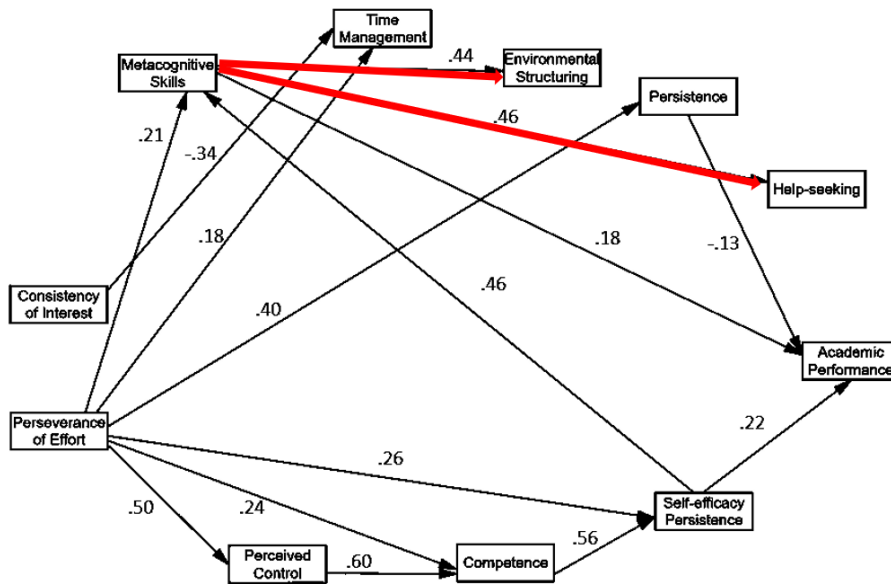 Time
Management
Metacognitive
Skills
.44
Environmental
Structuring
Persistence
.21
-.34
.46
Help-seeking
.18
.18
-.13
.46
Consistency
of Interest
.40
Academic
Performance
Perseverance
of Effort
.22
.26
.50
.24
Self-efficacy
Persistence
.56
Perceived
Control
.60
Competence